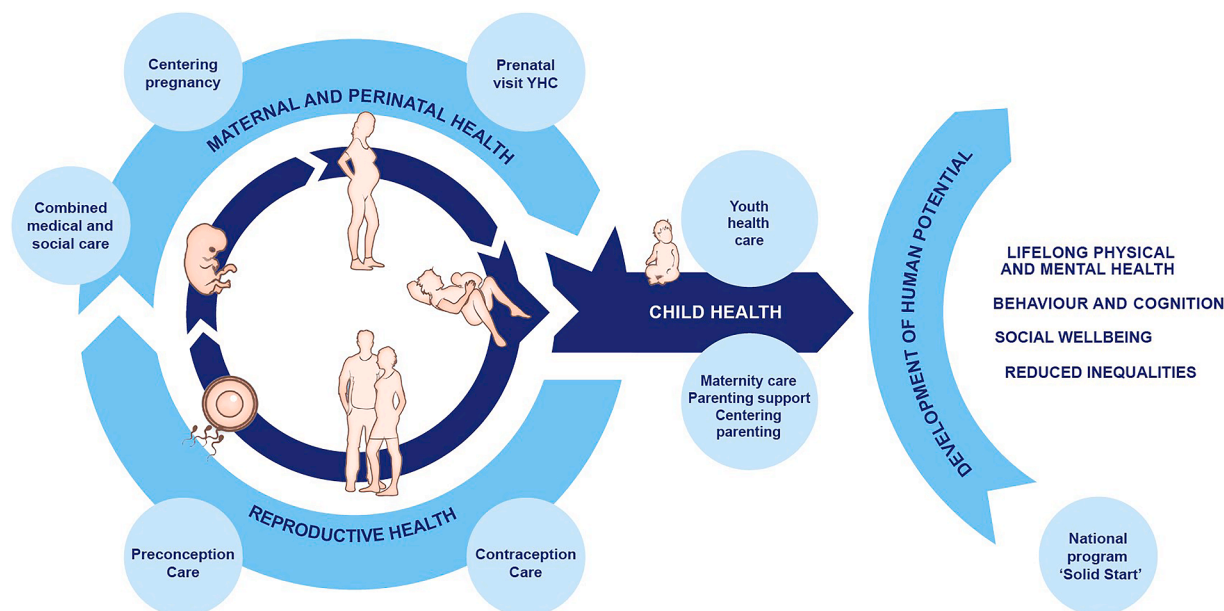 Centering
pregnancy
Prenatal
visit YHC
MATERNAL AND PERINATAL HEALTH
Combined
medical and
social care
REPRODUCTIVE HEALTH
Preconception
Care
Contraception
Care
Youth
health
care
CHILD HEALTH
Maternity care
Parenting support
Centering
parenting
DEVELOPMENT OF HUMAN POTENTIAL
LIFELONG PHYSICAL
AND MENTAL HEALTH
BEHAVIOUR AND COGNITION
SOCIAL WELLBEING
REDUCED INEQUALITIES
National
program
‘Solid Start’